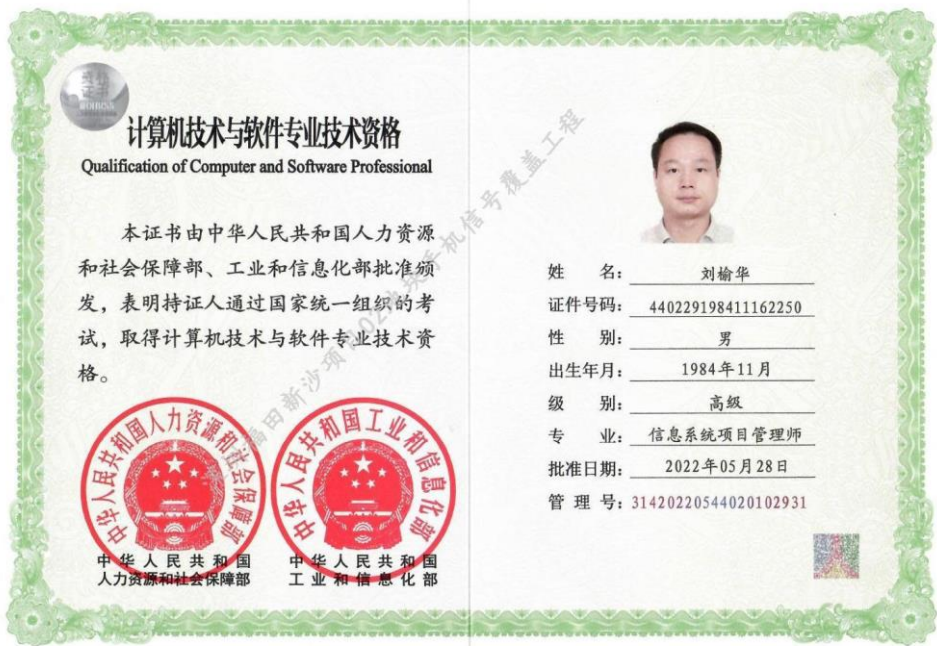 计算机技术与软件专业技术资格
Qualification of Computer and Software Professional
本证书由中华人民共和国人力资源
和社会保障部、工业和信息化部批准颁
发，表明持证人通过国家统一组织的考
试，取得计算机技术与软件专业技术资
格。
中华人民共和国人力资源和社会保障部
中华人民共和国
人力资源和社会保障部
中华人民共和国工业和信息化部
中华人民共和国
工业和信息化部
姓 名： 刘榆华
证件号码： 440229198411162250
性 别： 男
出生年月： 1984年11月
级 别： 高级
专 业： 信息系统项目管理师
批准日期： 2022年05月28日
管 理 号： 31420220544020102931
手机信号覆盖工程